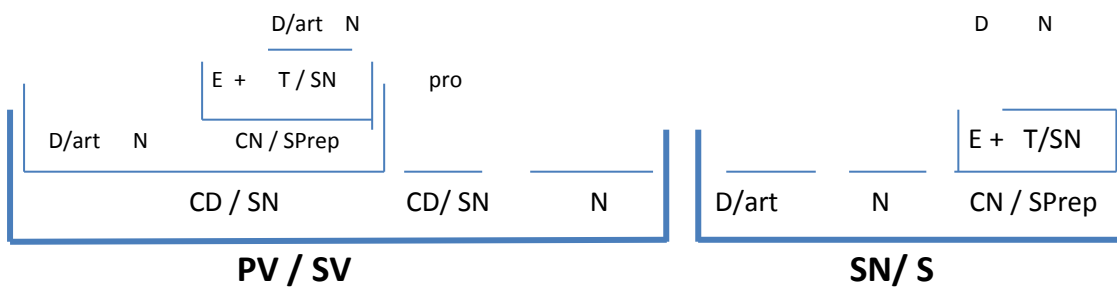 D/art N D N
E + T / SN pro
D/art N CN / SPrep E + T/SN
CD / SN CD/ SN N D/art N CN / SPrep
PV / SV SN/ S